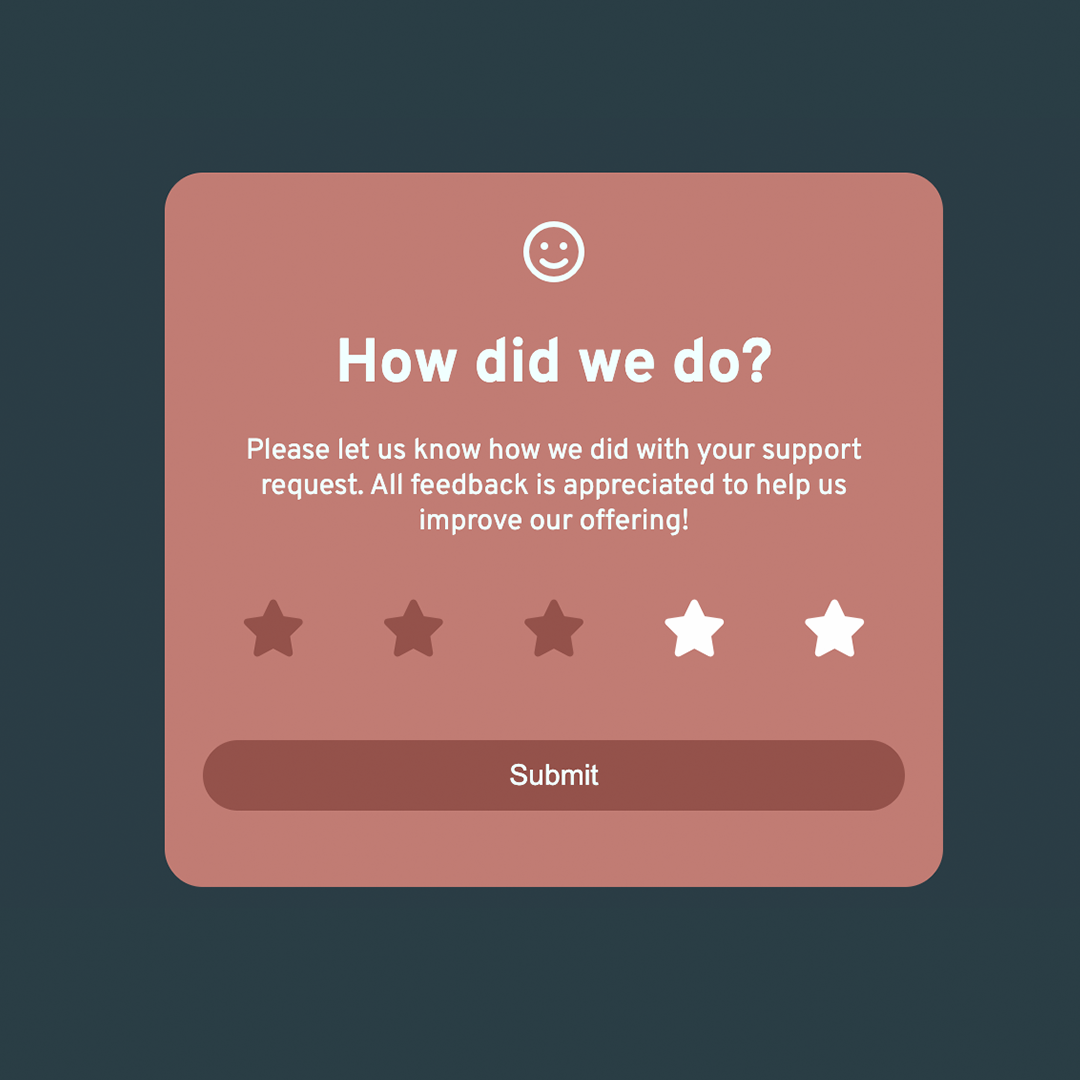 How did we do?
Please let us know how we did with your support
request. All feedback is appreciated to help us
improve our offering!
Submit